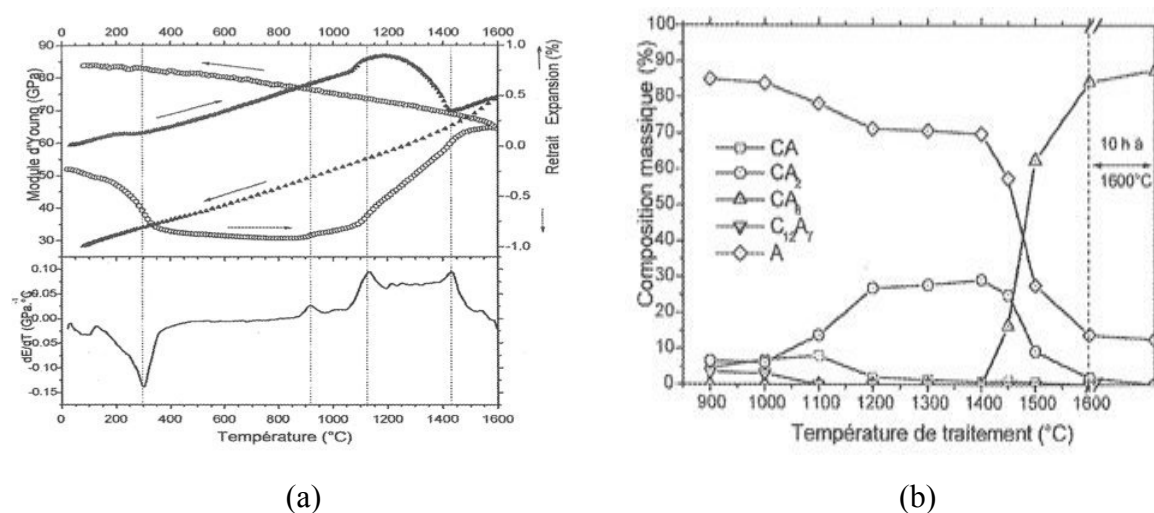 0 200 400 600 800 1000 1200 1400 1600
90
80
70
60
50
40
30
1.0
0.5
0.0
-0.5
-1.0
Module d'Young (GPa)
Retrait Expansion (%)
0.10
0.05
0.00
-0.05
-0.10
-0.15
dE/dT (GPa.°C⁻¹)
0 200 400 600 800 1000 1200 1400 1600
Température (°C)
(a)
100
90
80
70
60
50
40
30
20
10
0
Composition massique (%)
CA
CA₂
CA₆
C₁₂A₇
A
10 h à
1600°C
900 1000 1100 1200 1300 1400 1500 1600
Température de traitement (°C)
(b)